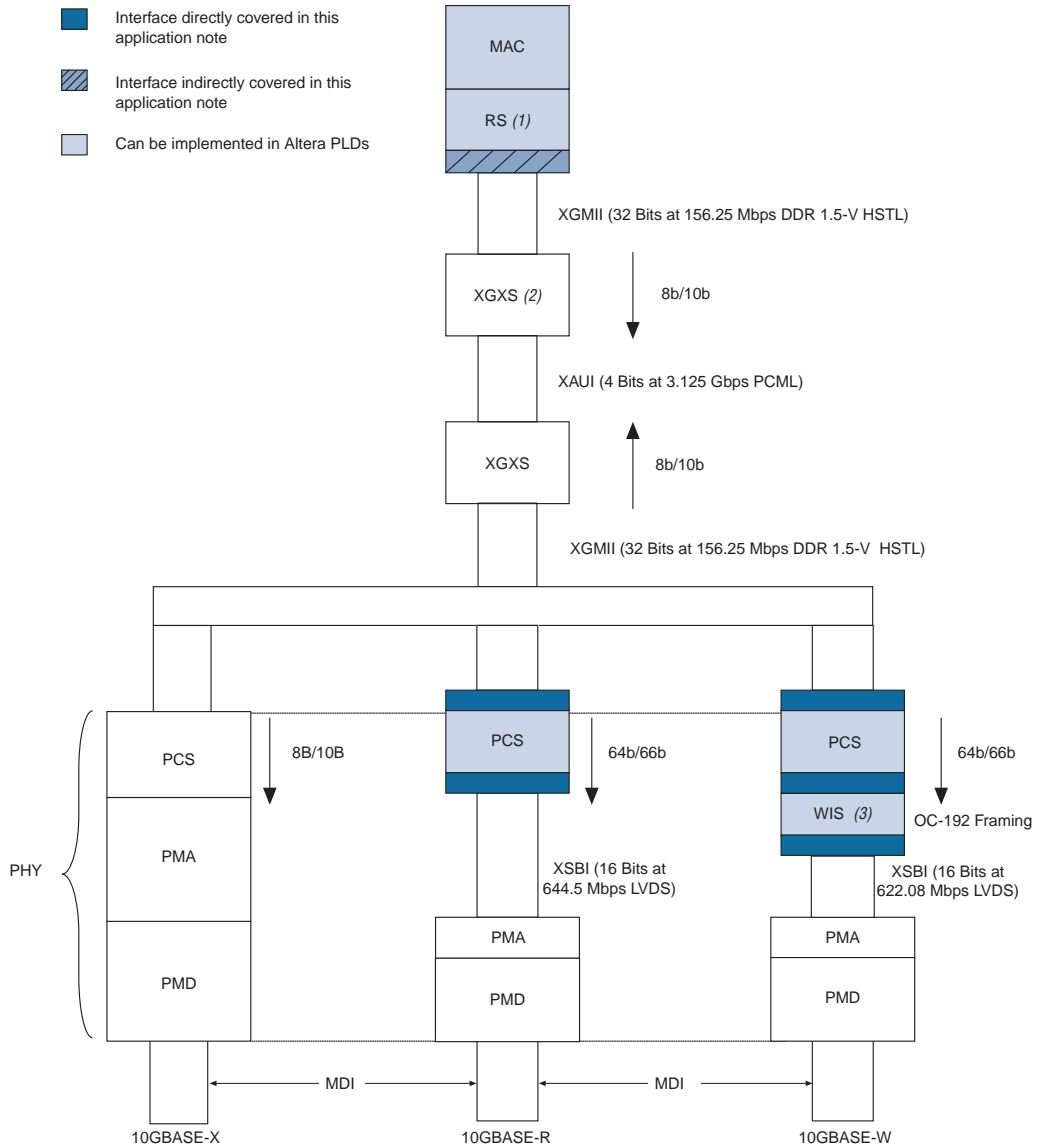 Interface directly covered in this
application note
Interface indirectly covered in this
application note
Can be implemented in Altera PLDs
MAC
RS (1)
XGMII (32 Bits at 156.25 Mbps DDR 1.5-V HSTL)
XGXS (2)
8b/10b
XAUI (4 Bits at 3.125 Gbps PCML)
XGXS
8b/10b
XGMII (32 Bits at 156.25 Mbps DDR 1.5-V HSTL)
PHY
PCS
8B/10B
PMA
PMD
PCS
64b/66b
XSBI (16 Bits at
644.5 Mbps LVDS)
PMA
PMD
PCS
64b/66b
WIS (3)
OC-192 Framing
XSBI (16 Bits at
622.08 Mbps LVDS)
PMA
PMD
MDI
MDI
10GBASE-X
10GBASE-R
10GBASE-W